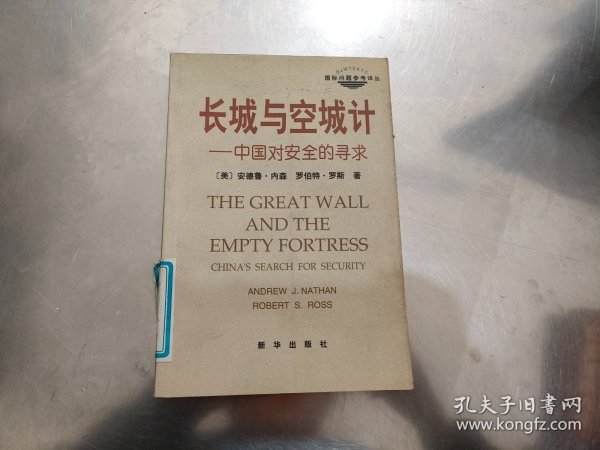 GJWTCKYC
国际问题参考译丛
长城与空城计
—中国对安全的寻求
〔美〕安德鲁·内森 罗伯特·罗斯 著
THE GREAT WALL
AND THE
EMPTY FORTRESS
CHINA'S SEARCH FOR SECURITY
ANDREW J. NATHAN
ROBERT S. ROSS
新华出版社
孔夫子旧书网
www.kongfz.com